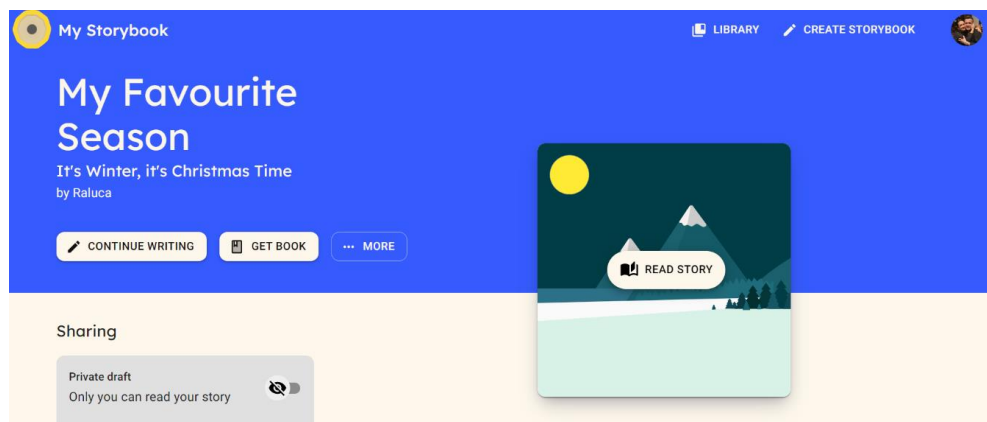 My Storybook
LIBRARY
CREATE STORYBOOK
My Favourite
Season
It's Winter, it's Christmas Time
by Raluca
CONTINUE WRITING
GET BOOK
... MORE
READ STORY
Sharing
Private draft
Only you can read your story